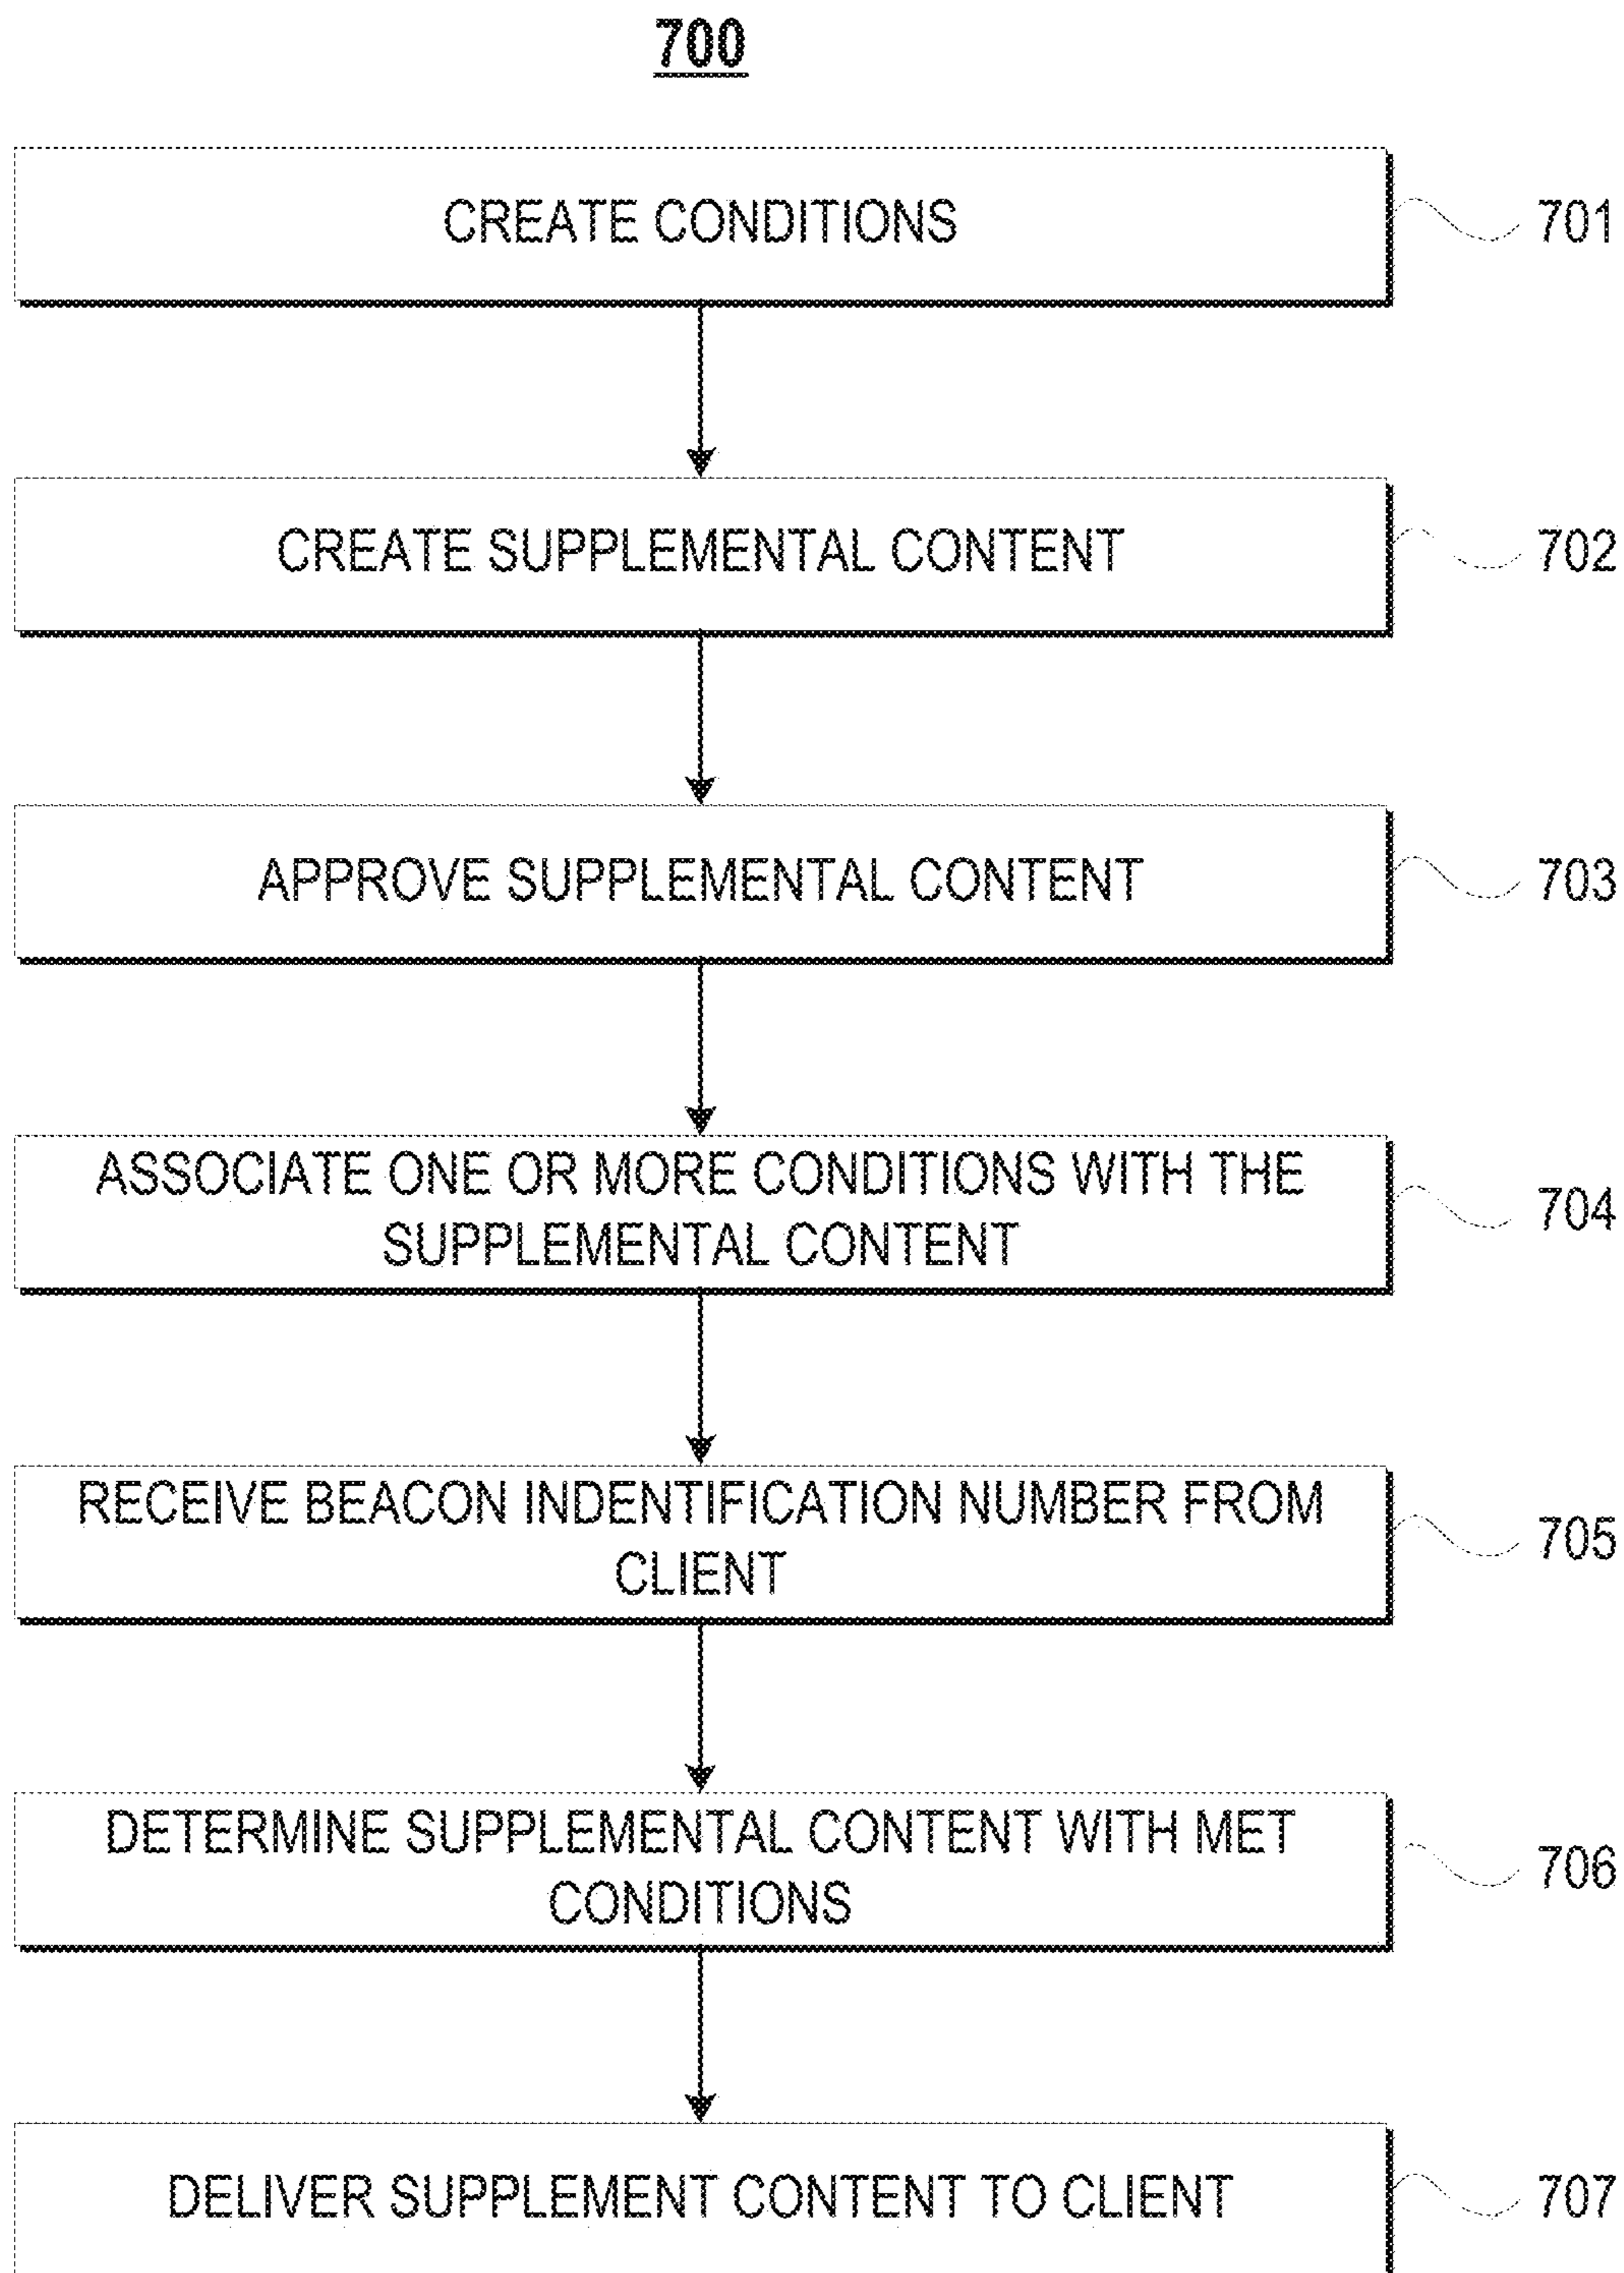 700
CREATE CONDITIONS
701
CREATE SUPPLEMENTAL CONTENT
702
APPROVE SUPPLEMENTAL CONTENT
703
ASSOCIATE ONE OR MORE CONDITIONS WITH THE
SUPPLEMENTAL CONTENT
704
RECEIVE BEACON INDENTIFICATION NUMBER FROM
CLIENT
705
DETERMINE SUPPLEMENTAL CONTENT WITH MET
CONDITIONS
706
DELIVER SUPPLEMENT CONTENT TO CLIENT
707